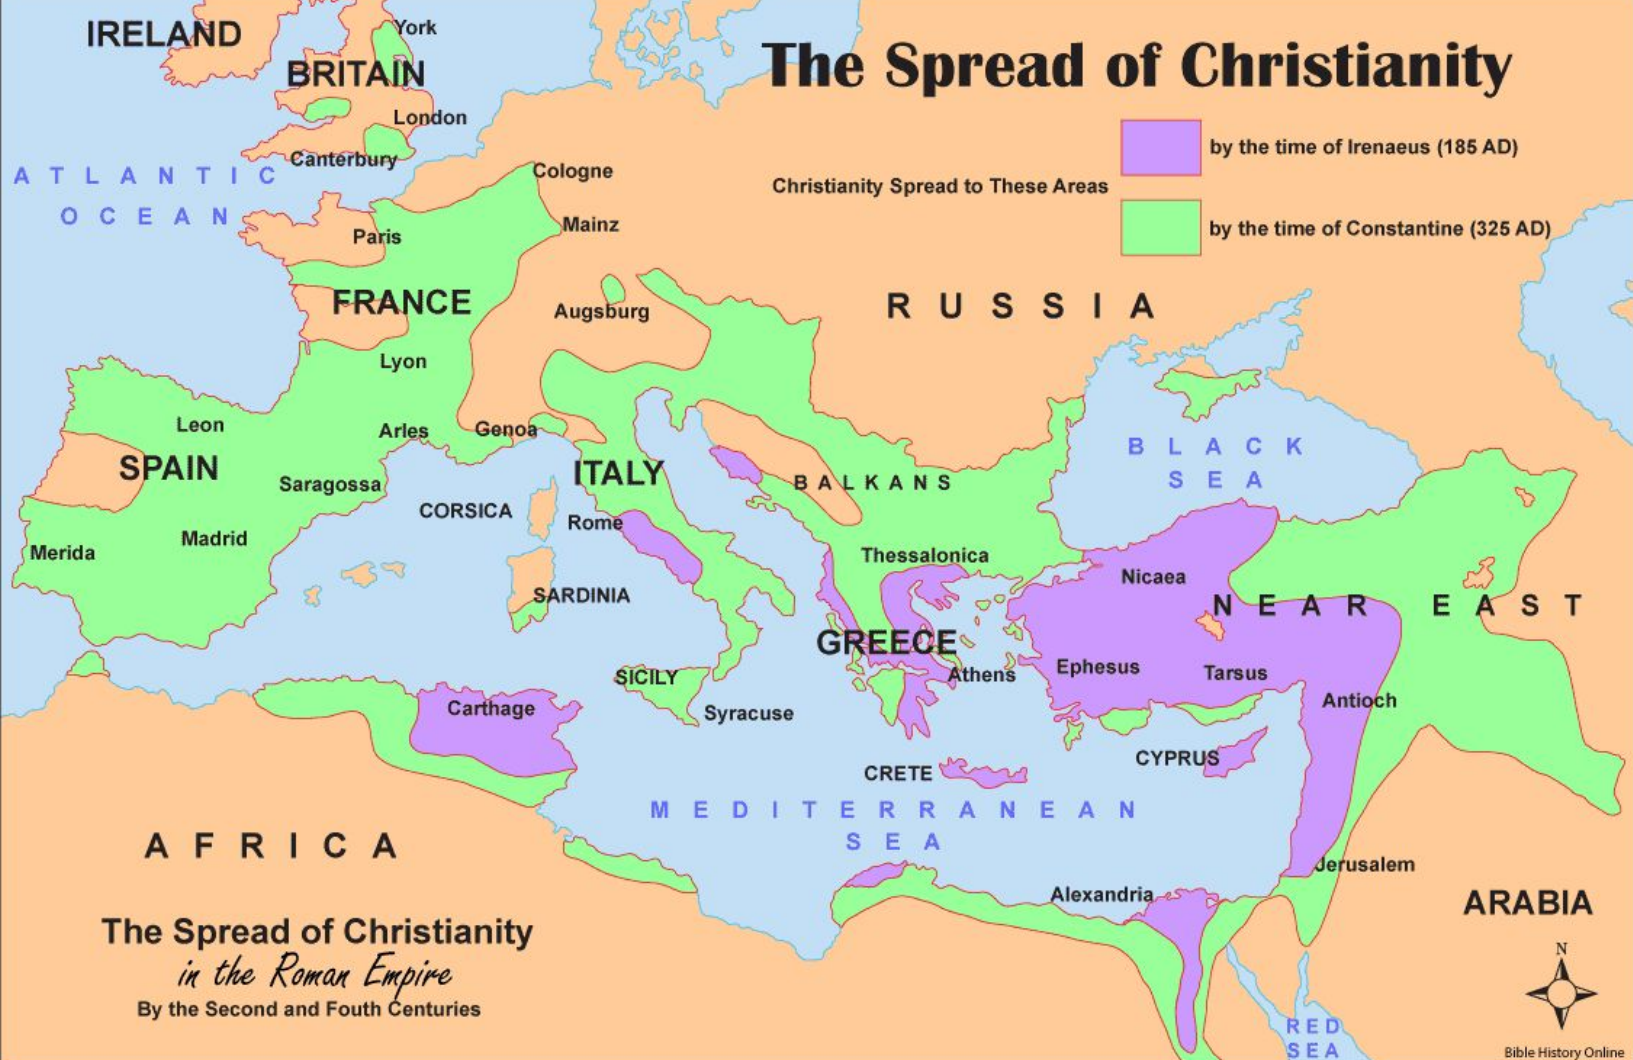 The Spread of Christianity
Christianity Spread to These Areas
by the time of Irenaeus (185 AD)
by the time of Constantine (325 AD)
IRELAND
York
BRITAIN
London
Canterbury
ATLANTIC
OCEAN
Cologne
Mainz
Paris
FRANCE
Augsburg
RUSSIA
Lyon
Leon
Arles
Genoa
SPAIN
ITALY
Saragossa
BALKANS
BLACK
SEA
CORSICA
Rome
Madrid
Merida
Thessalonica
Nicaea
SARDINIA
NEAR EAST
GREECE
Athens
Ephesus
Tarsus
SICILY
Antioch
Carthage
Syracuse
CYPRUS
CRETE
MEDITERRANEAN
SEA
AFRICA
Jerusalem
Alexandria
ARABIA
The Spread of Christianity
in the Roman Empire
By the Second and Fouth Centuries
N
RED
SEA
Bible History Online